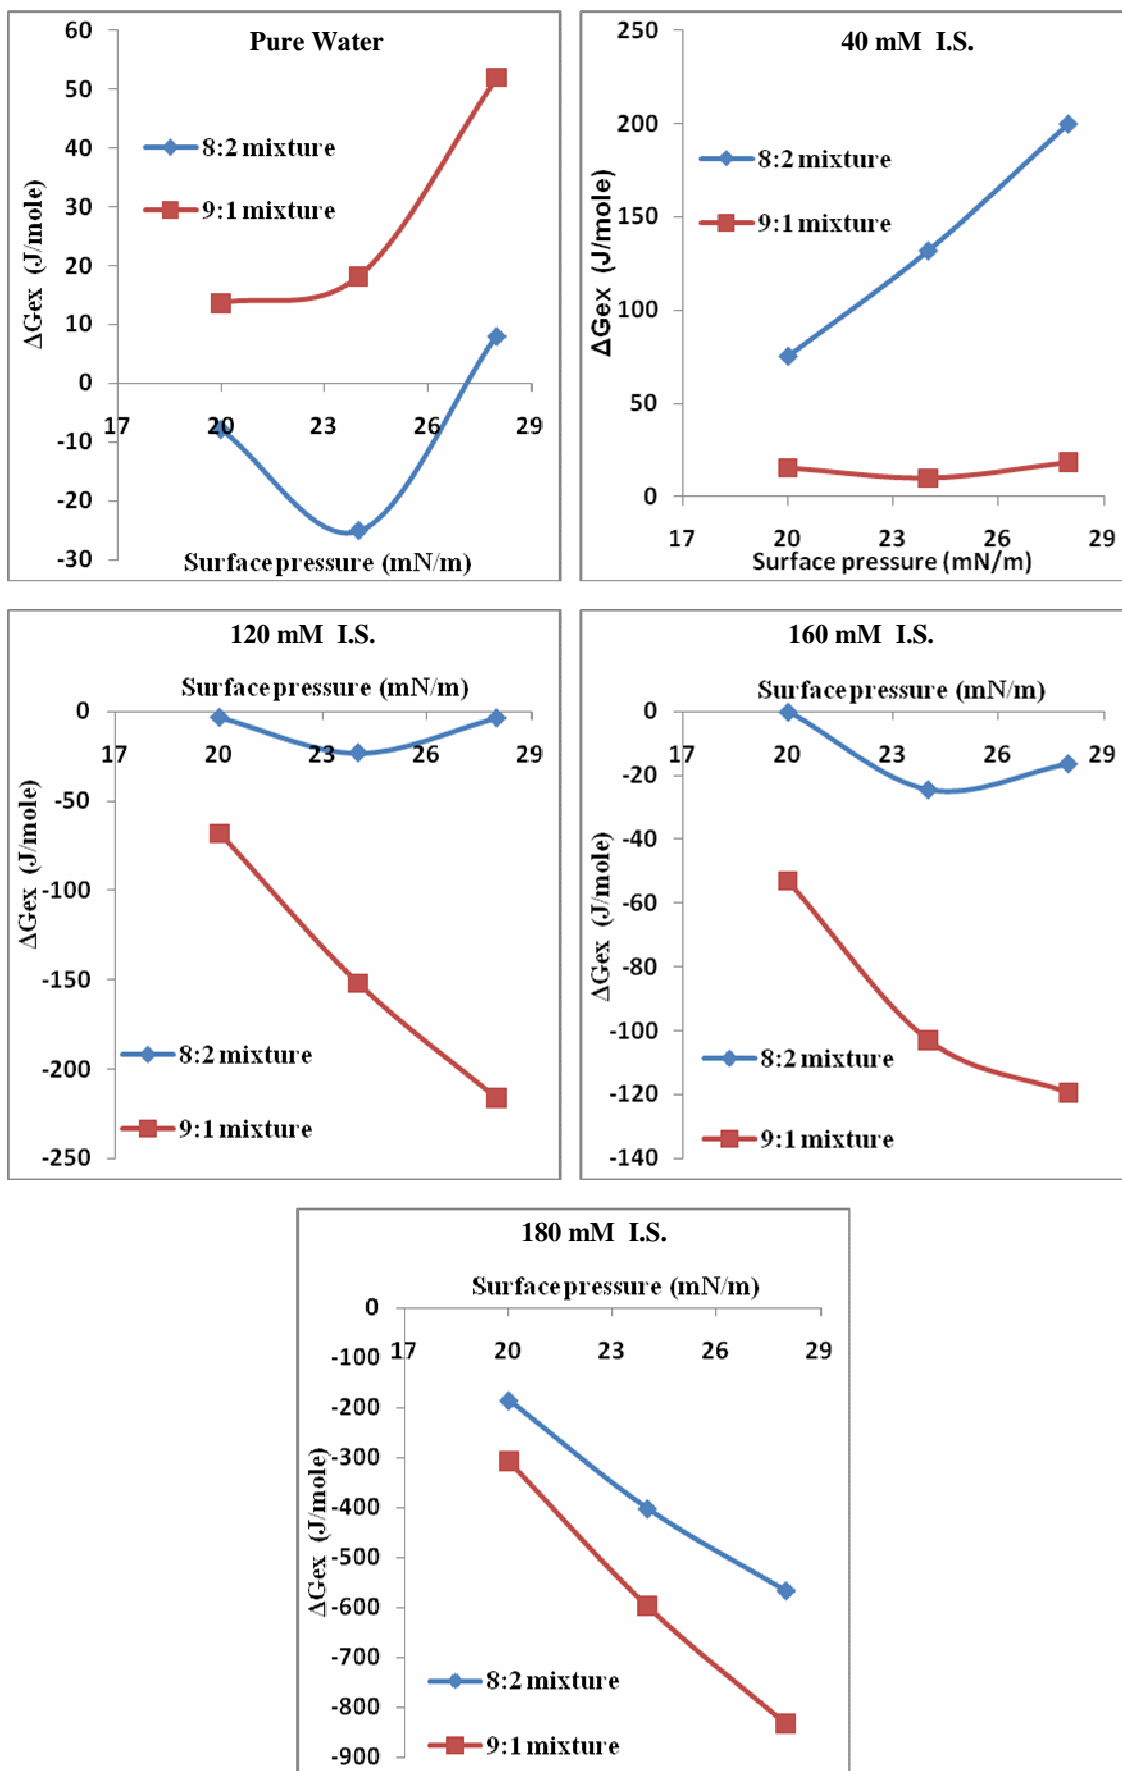 Pure Water
60
50
40
30
20
10
0
-10
-20
-30
17
20
23
26
29
8:2 mixture
9:1 mixture
ΔGex (J/mole)
Surface pressure (mN/m)
40 mM I.S.
250
200
150
100
50
0
17
20
23
26
29
8:2 mixture
9:1 mixture
ΔGex (J/mole)
Surface pressure (mN/m)
120 mM I.S.
Surface pressure (mN/m)
0
-50
-100
-150
-200
-250
17
20
23
26
29
ΔGex (J/mole)
8:2 mixture
9:1 mixture
160 mM I.S.
Surface pressure (mN/m)
0
-20
-40
-60
-80
-100
-120
-140
17
20
23
26
29
ΔGex (J/mole)
8:2 mixture
9:1 mixture
180 mM I.S.
Surface pressure (mN/m)
0
-100
-200
-300
-400
-500
-600
-700
-800
-900
17
20
23
26
29
ΔGex (J/mole)
8:2 mixture
9:1 mixture